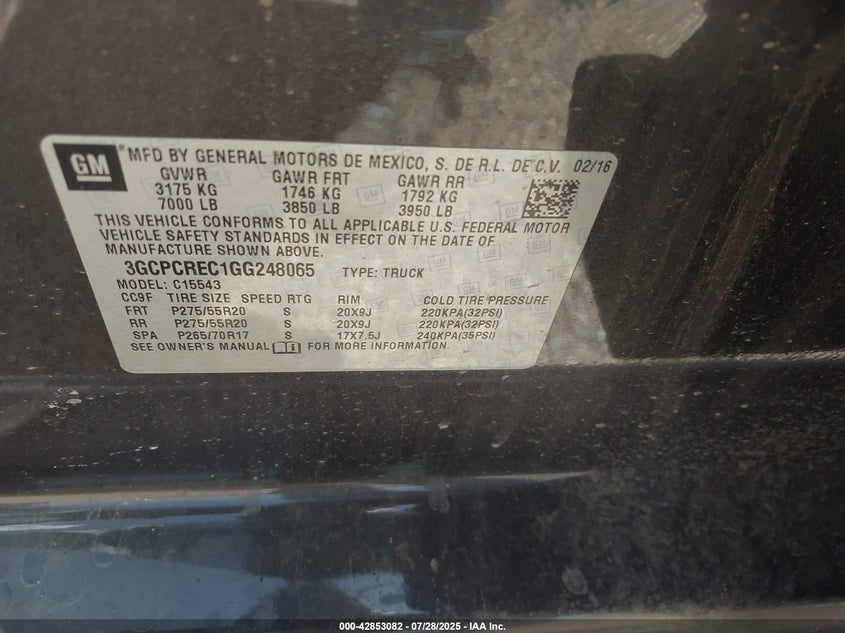 GM
*MFD BY GENERAL MOTORS DE MEXICO, S. DE R.L. DE C.V. 02/16
GVWR GAWR FRT GAWR RR
3175 KG 1746 KG 1792 KG
7000 LB 3850 LB 3950 LB
THIS VEHICLE CONFORMS TO ALL APPLICABLE U.S. FEDERAL MOTOR
VEHICLE SAFETY STANDARDS IN EFFECT ON THE DATE OF
MANUFACTURE SHOWN ABOVE.
3GCPCREC1GG248065 TYPE: TRUCK
MODEL: C15543
CC9F TIRE SIZE SPEED RTG RIM COLD TIRE PRESSURE
FRT P275/55R20 S 20X9J 220KPA(32PSI)
RR P275/55R20 S 20X9J 220KPA(32PSI)
SPA P265/70R17 S 17X7.5J 240KPA(35PSI)
SEE OWNER'S MANUAL FOR MORE INFORMATION.
000-42853082 - 07/28/2025 - IAA Inc.